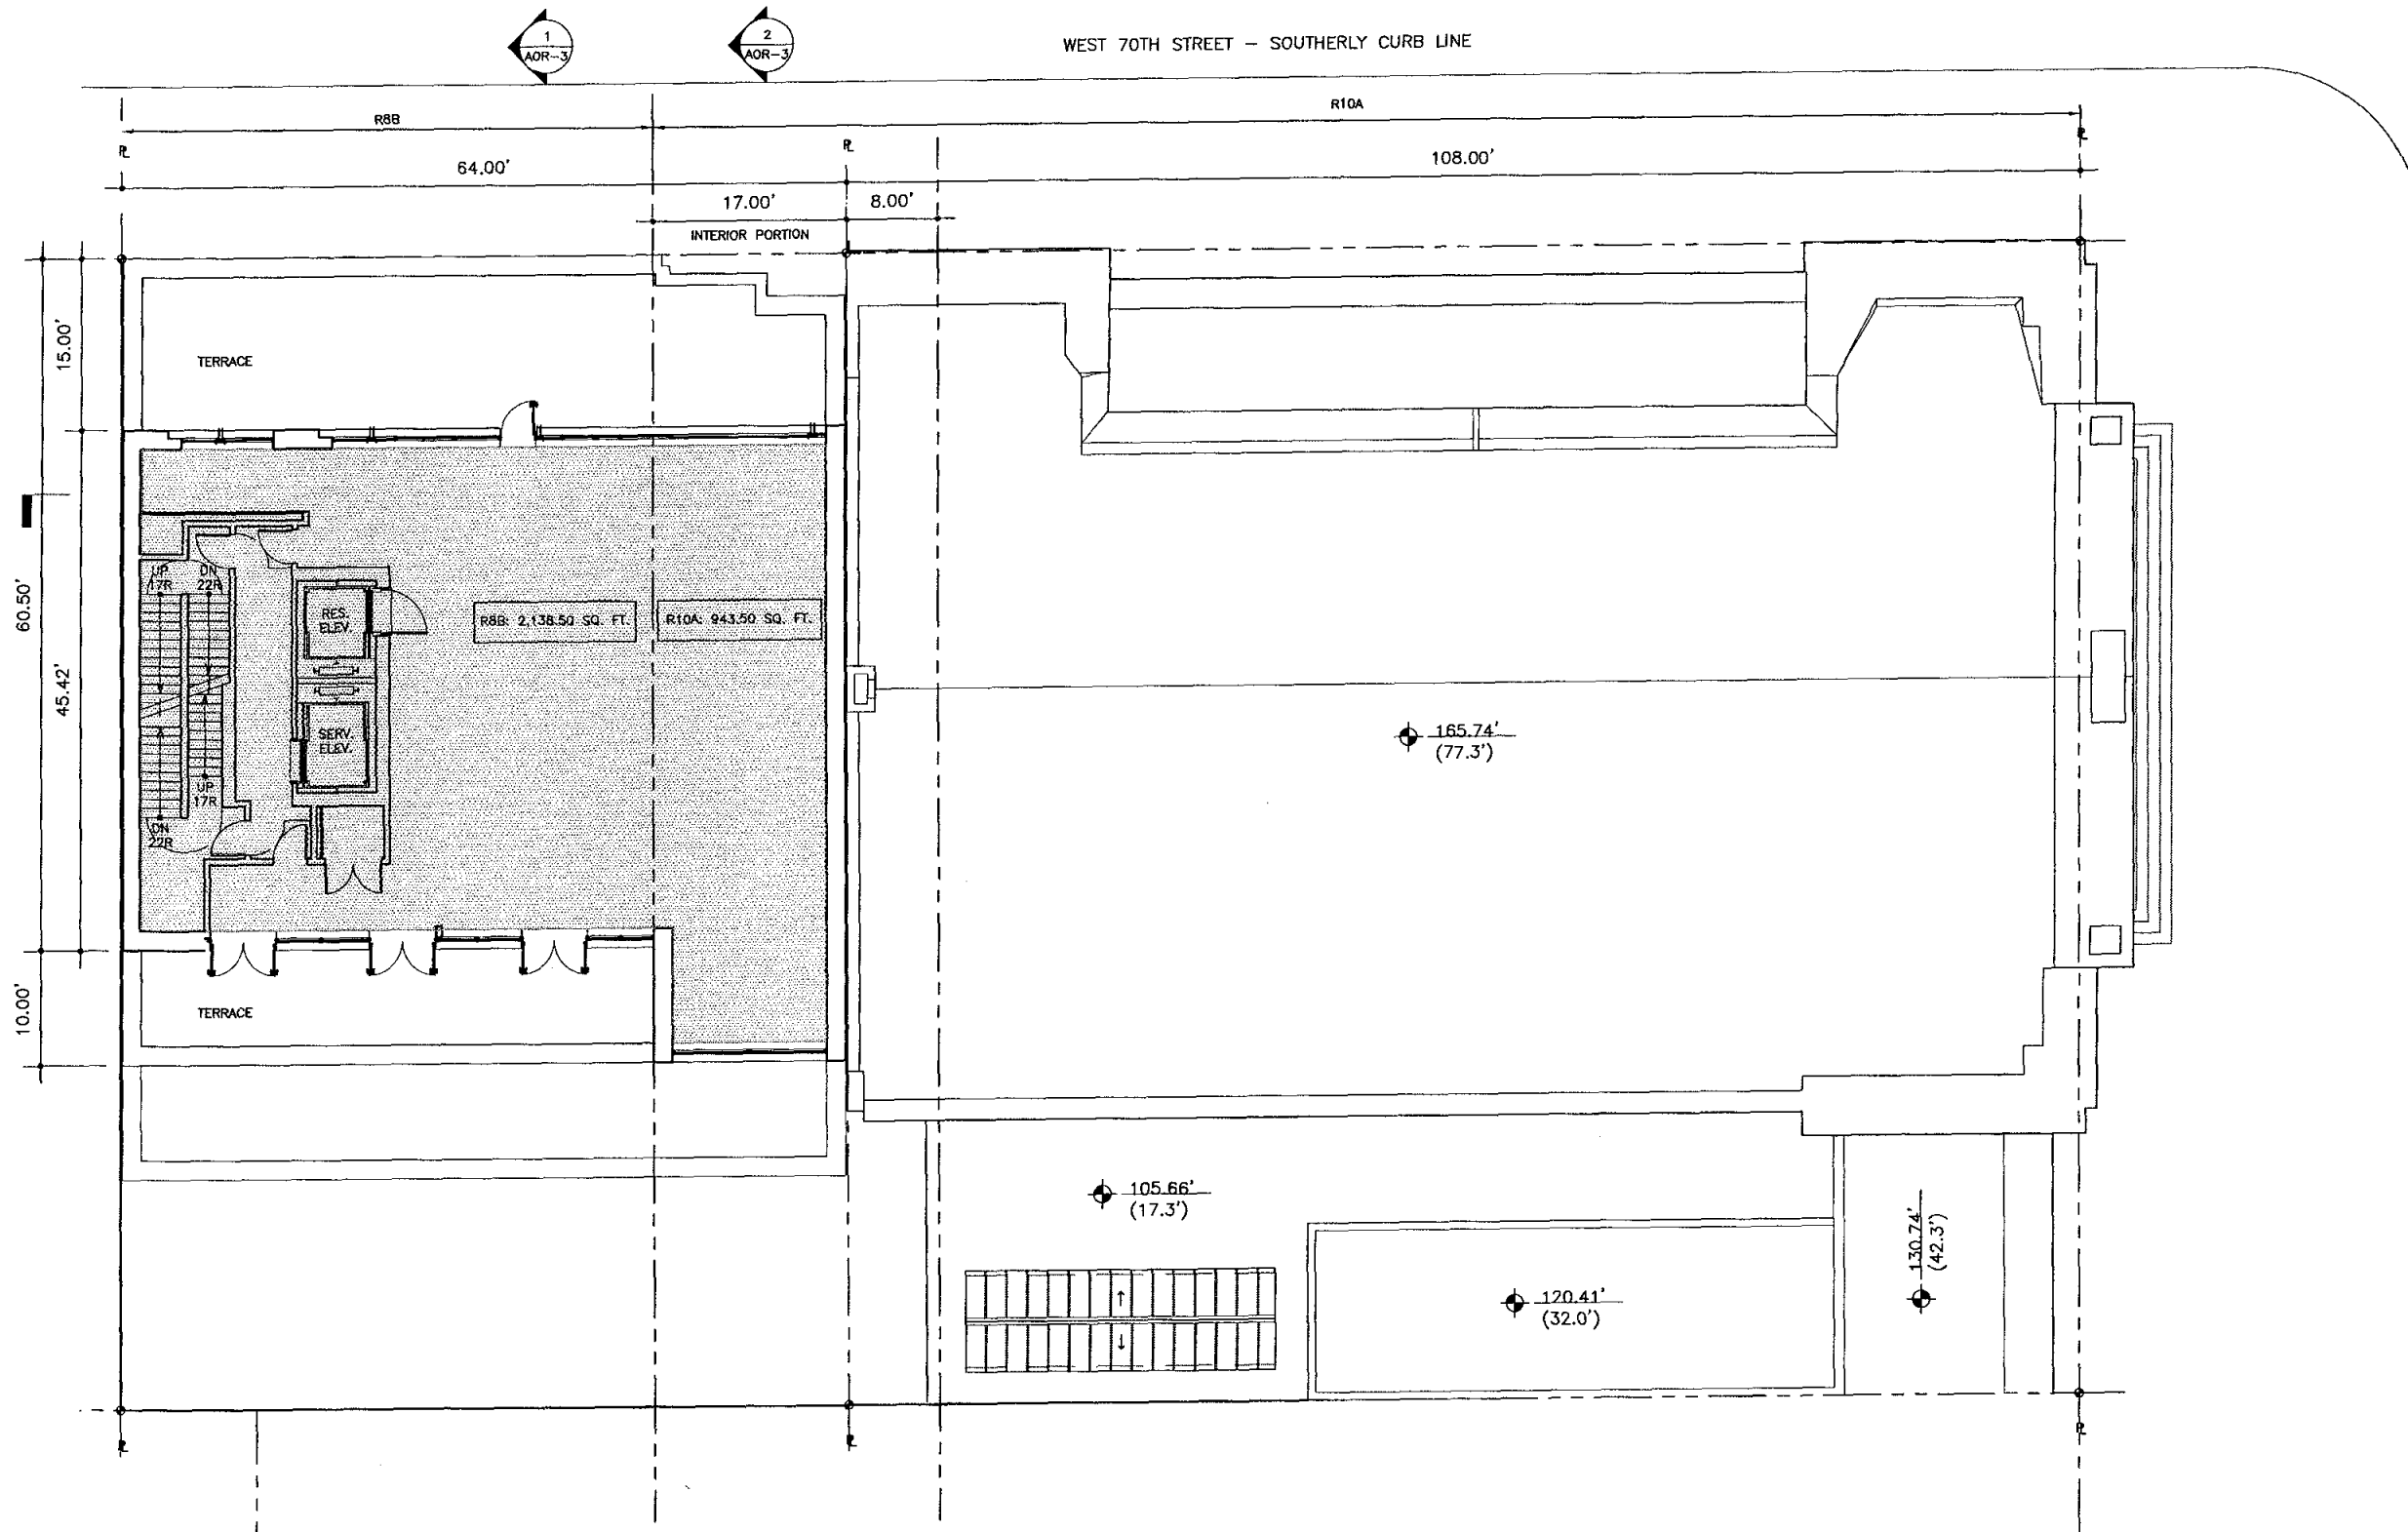 1
AOR-3
2
AOR-3
WEST 70TH STREET - SOUTHERLY CURB LINE
R8B
R10A
PL
PL
PL
64.00'
108.00'
17.00'
8.00'
INTERIOR PORTION
15.00'
TERRACE
60.50'
45.42'
10.00'
UP
17R
DN
22R
RES.
ELEV.
R8B: 2,138.50 SQ. FT.
R10A: 943.50 SQ. FT.
SERV.
ELEV.
UP
17R
DN
22R
165.74'
(77.3')
TERRACE
105.66'
(17.3')
120.41'
(32.0')
130.74'
(42.3')
PL
PL
PL